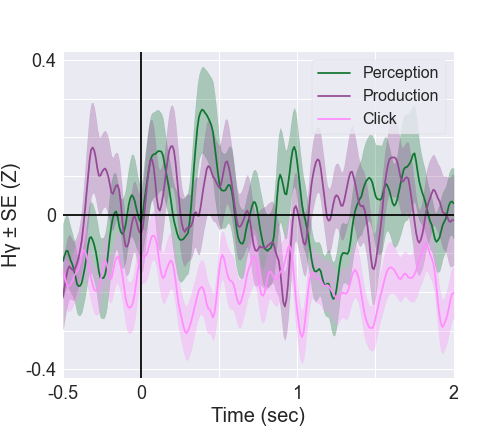 Perception
Production
Click
Hγ ± SE (Z)
0.4
0
-0.4
-0.5
0
1
2
Time (sec)